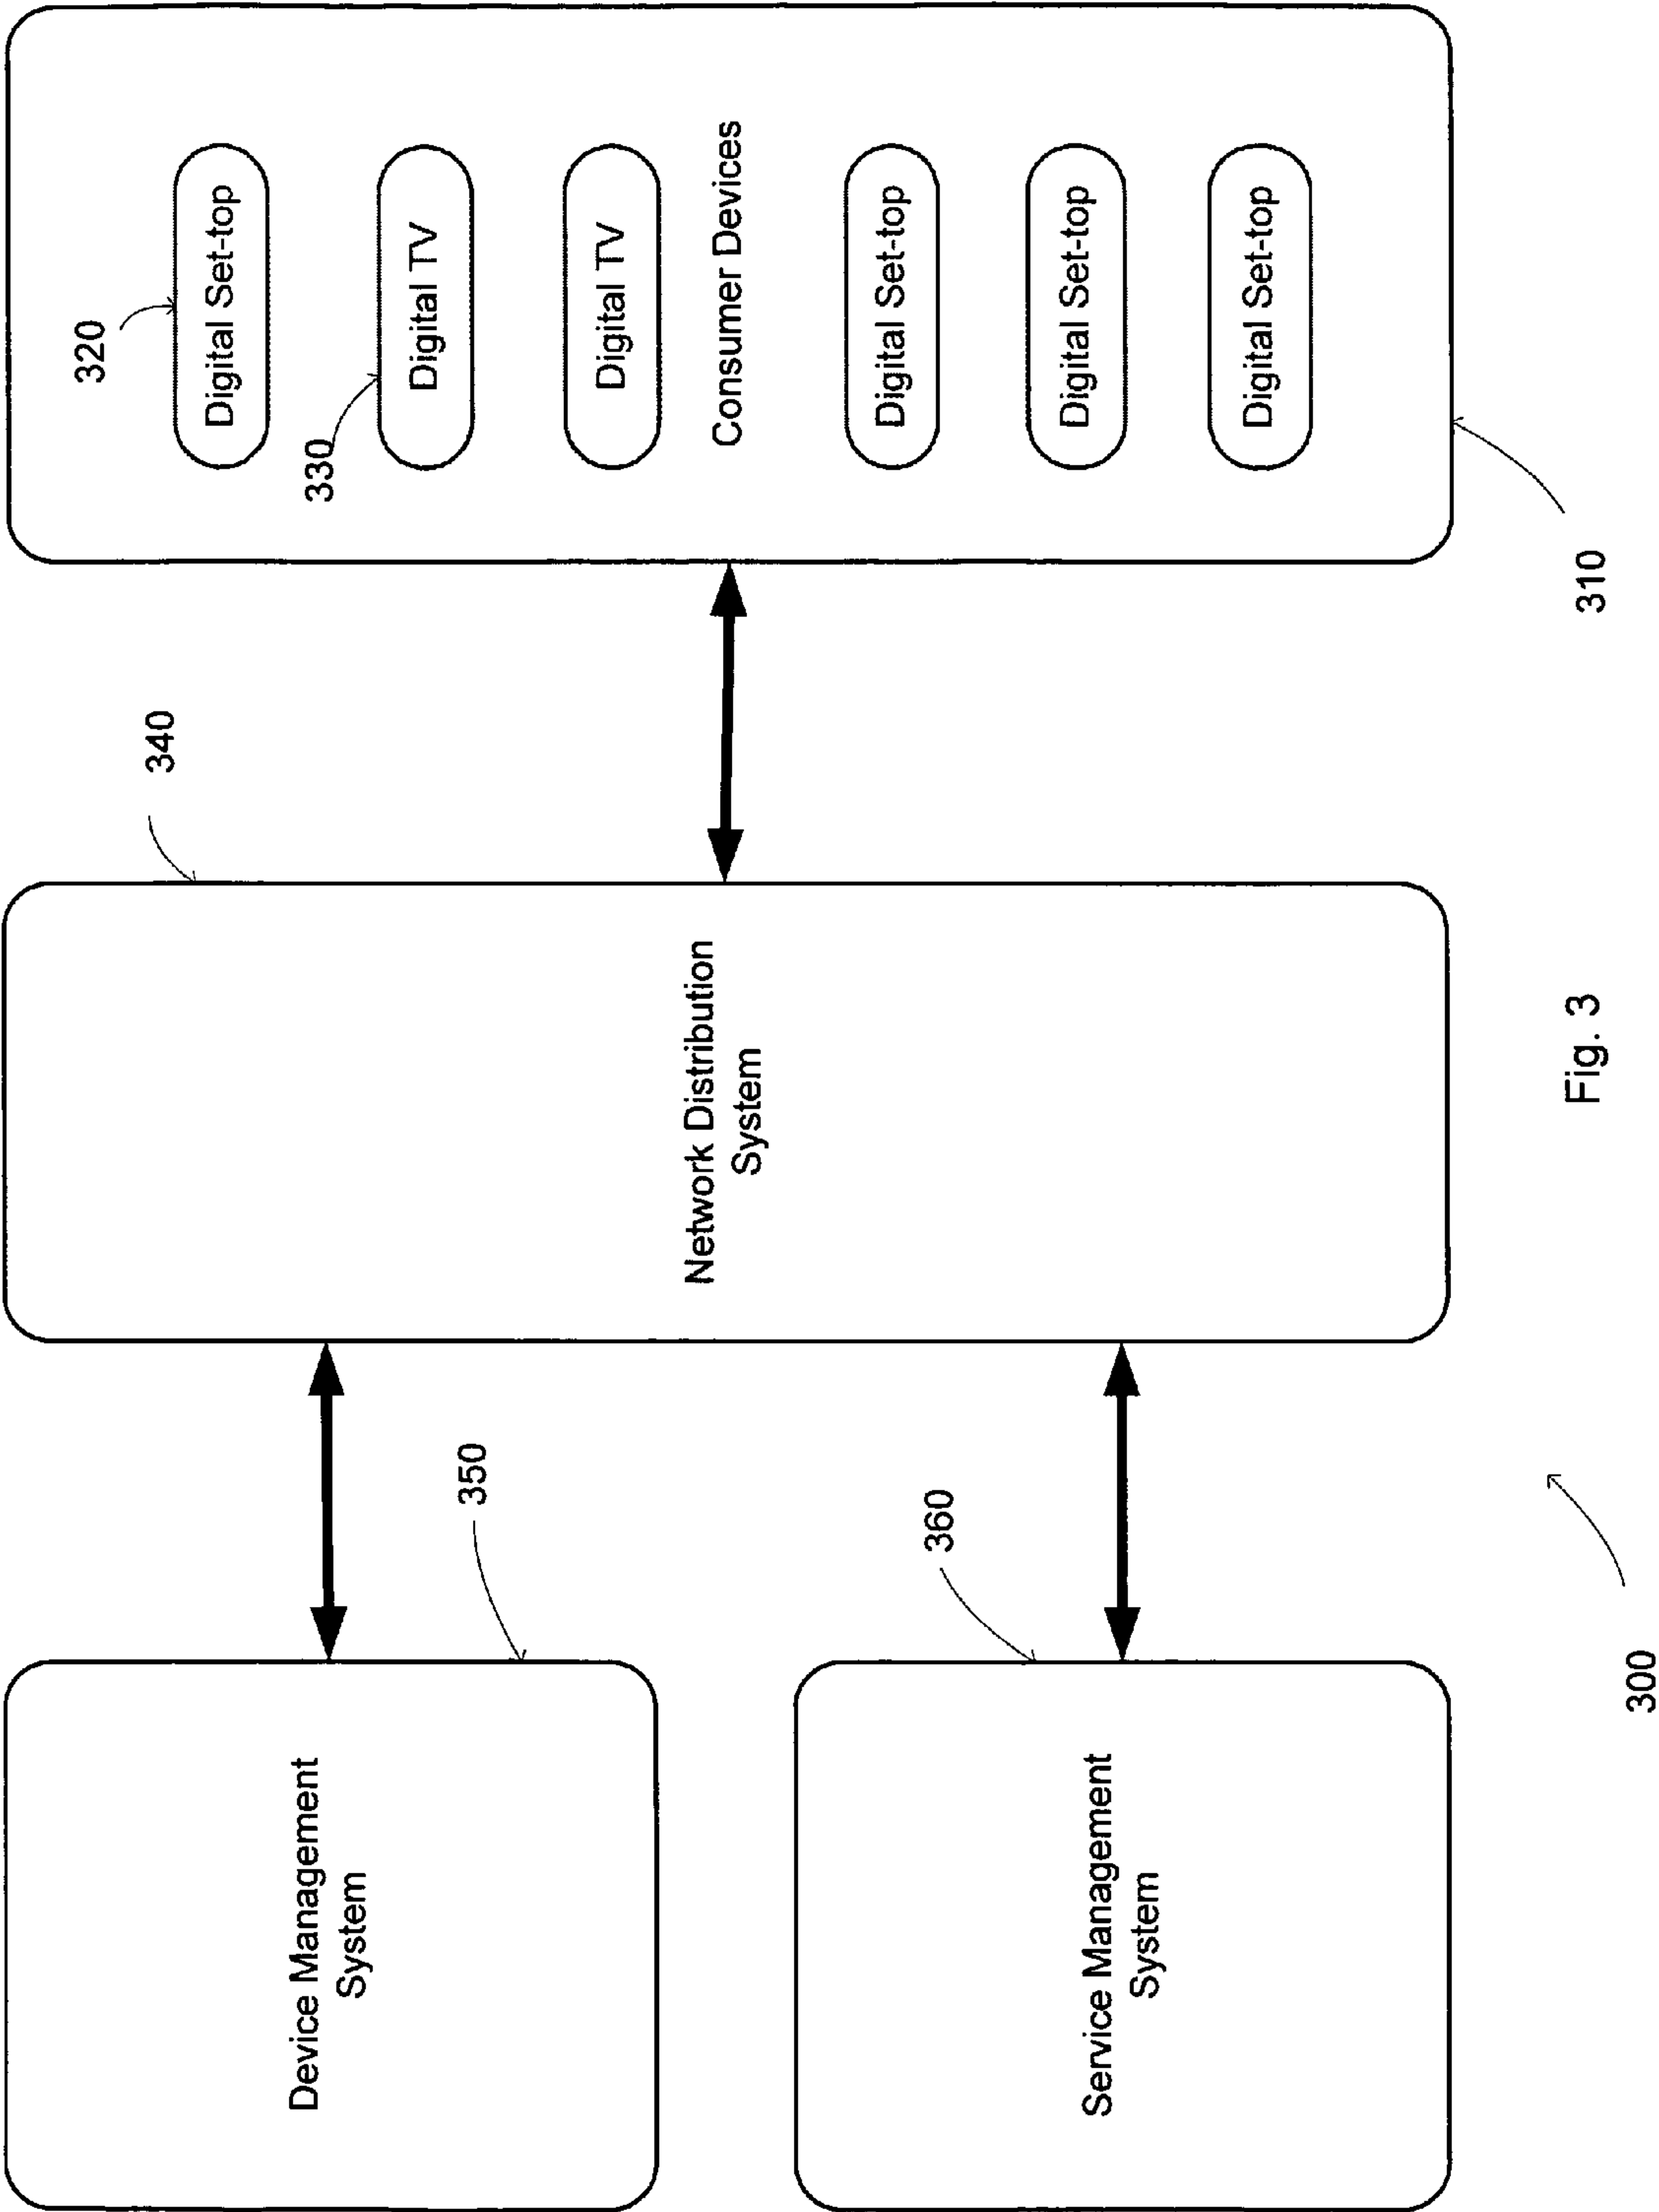 350
Device Management
System
360
Service Management
System
340
Network Distribution
System
320
Digital Set-top
330
Digital TV
Digital TV
Consumer Devices
Digital Set-top
Digital Set-top
Digital Set-top
310
300
Fig. 3